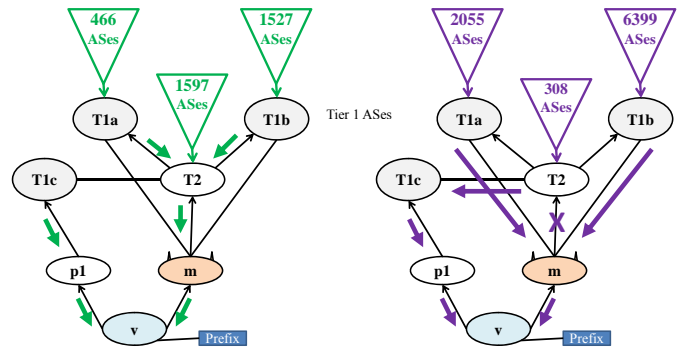 466
ASes
1527
ASes
1597
ASes
T1a
T1b
T1c
T2
p1
m
v
Prefix
Tier 1 ASes
2055
ASes
6399
ASes
308
ASes
T1a
T1b
T1c
T2
X
p1
m
v
Prefix